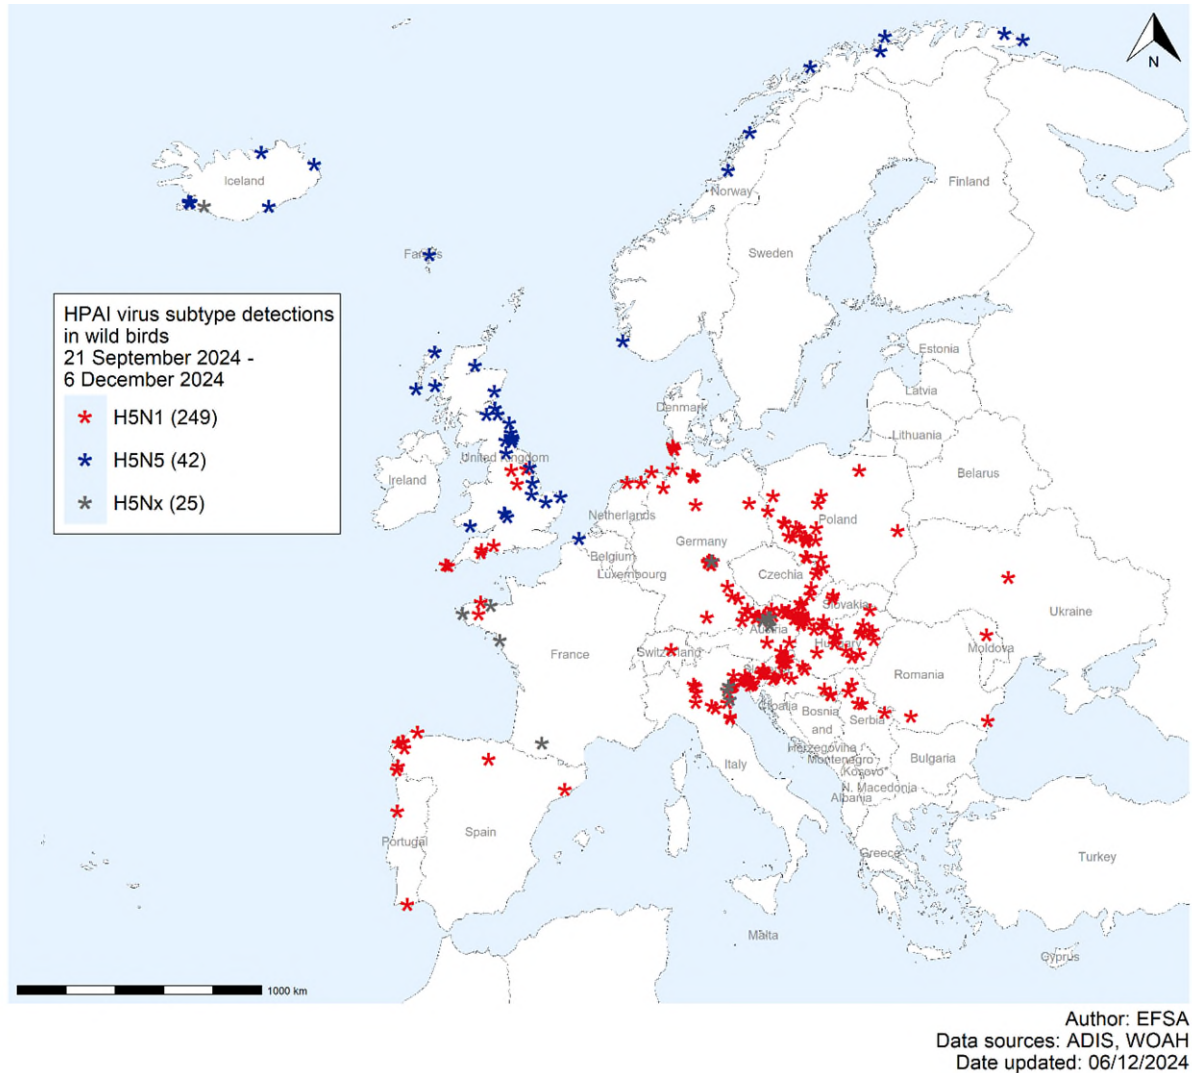 N
Iceland
Norway
Finland
Sweden
HPAI virus subtype detections
in wild birds
21 September 2024 -
6 December 2024
H5N1 (249)
H5N5 (42)
H5Nx (25)
Estonia
Latvia
Denmark
Lithuania
United Kingdom
Belarus
Ireland
Netherlands
Poland
Germany
Belgium
Luxembourg
Czechia
Slovakia
Ukraine
Austria
Hungary
Moldova
France
Switzerland
Romania
Croatia
Bosnia
and
Herzegovina
Serbia
Montenegro
Kosovo
Bulgaria
Italy
N. Macedonia
Albania
Spain
Portugal
Greece
Turkey
Malta
Cyprus
1000 km
Author: EFSA
Data sources: ADIS, WOAH
Date updated: 06/12/2024